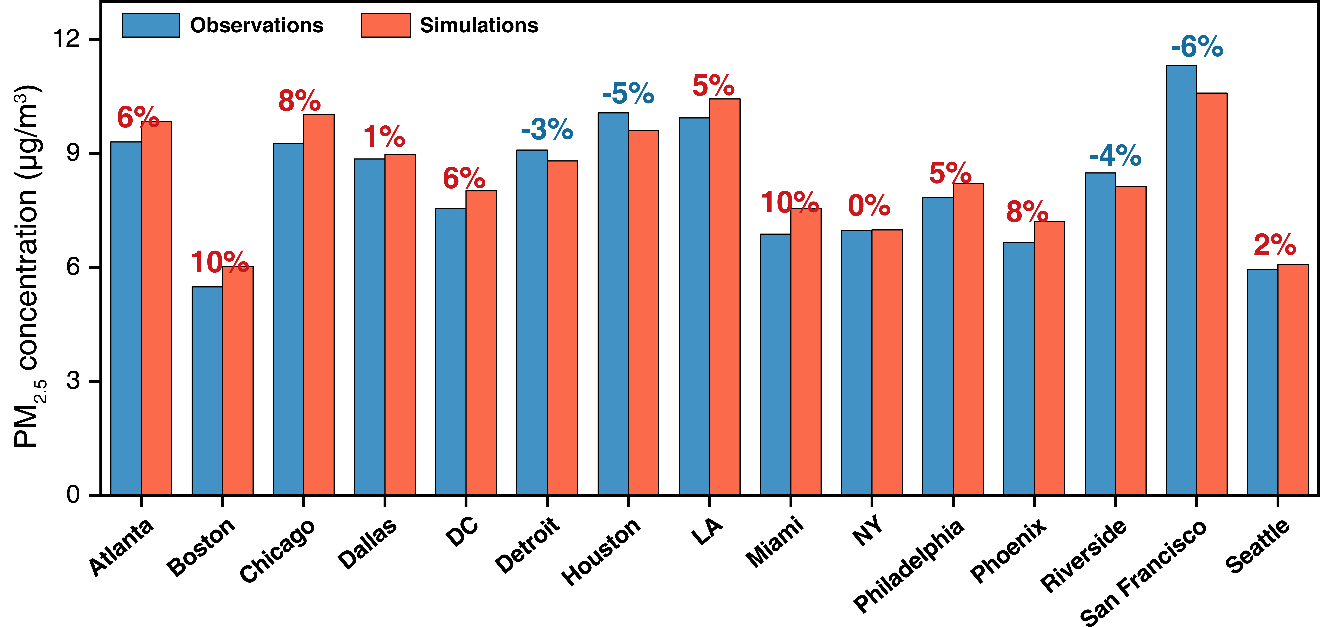 Observations Simulations
PM2.5 concentration (μg/m³)
12
9
6
3
0
6%
10%
8%
1%
6%
-3%
-5%
5%
10%
0%
5%
8%
-4%
-6%
2%
Atlanta
Boston
Chicago
Dallas
DC
Detroit
Houston
LA
Miami
NY
Philadelphia
Phoenix
Riverside
San Francisco
Seattle